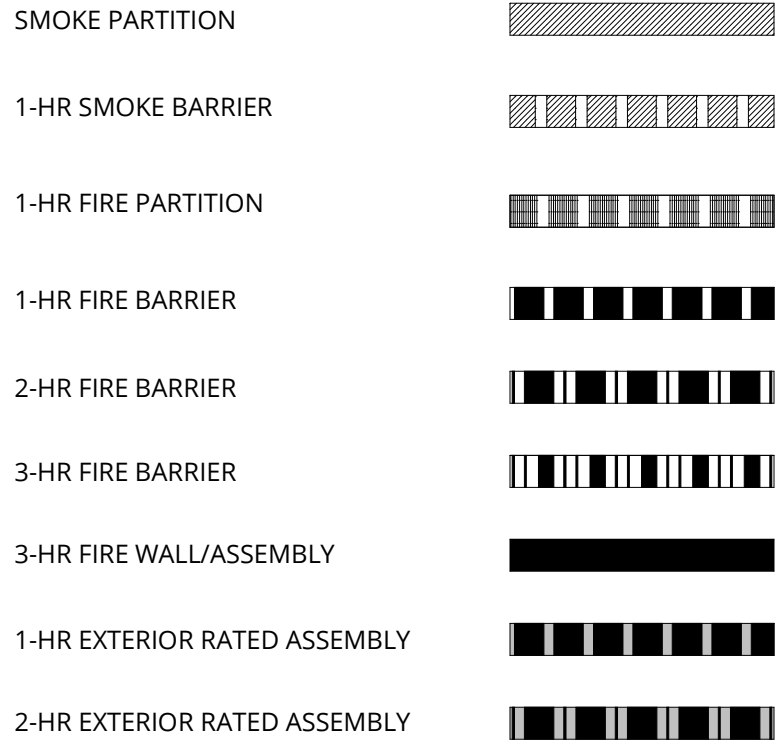 SMOKE PARTITION
1-HR SMOKE BARRIER
1-HR FIRE PARTITION
1-HR FIRE BARRIER
2-HR FIRE BARRIER
3-HR FIRE BARRIER
3-HR FIRE WALL/ASSEMBLY
1-HR EXTERIOR RATED ASSEMBLY
2-HR EXTERIOR RATED ASSEMBLY